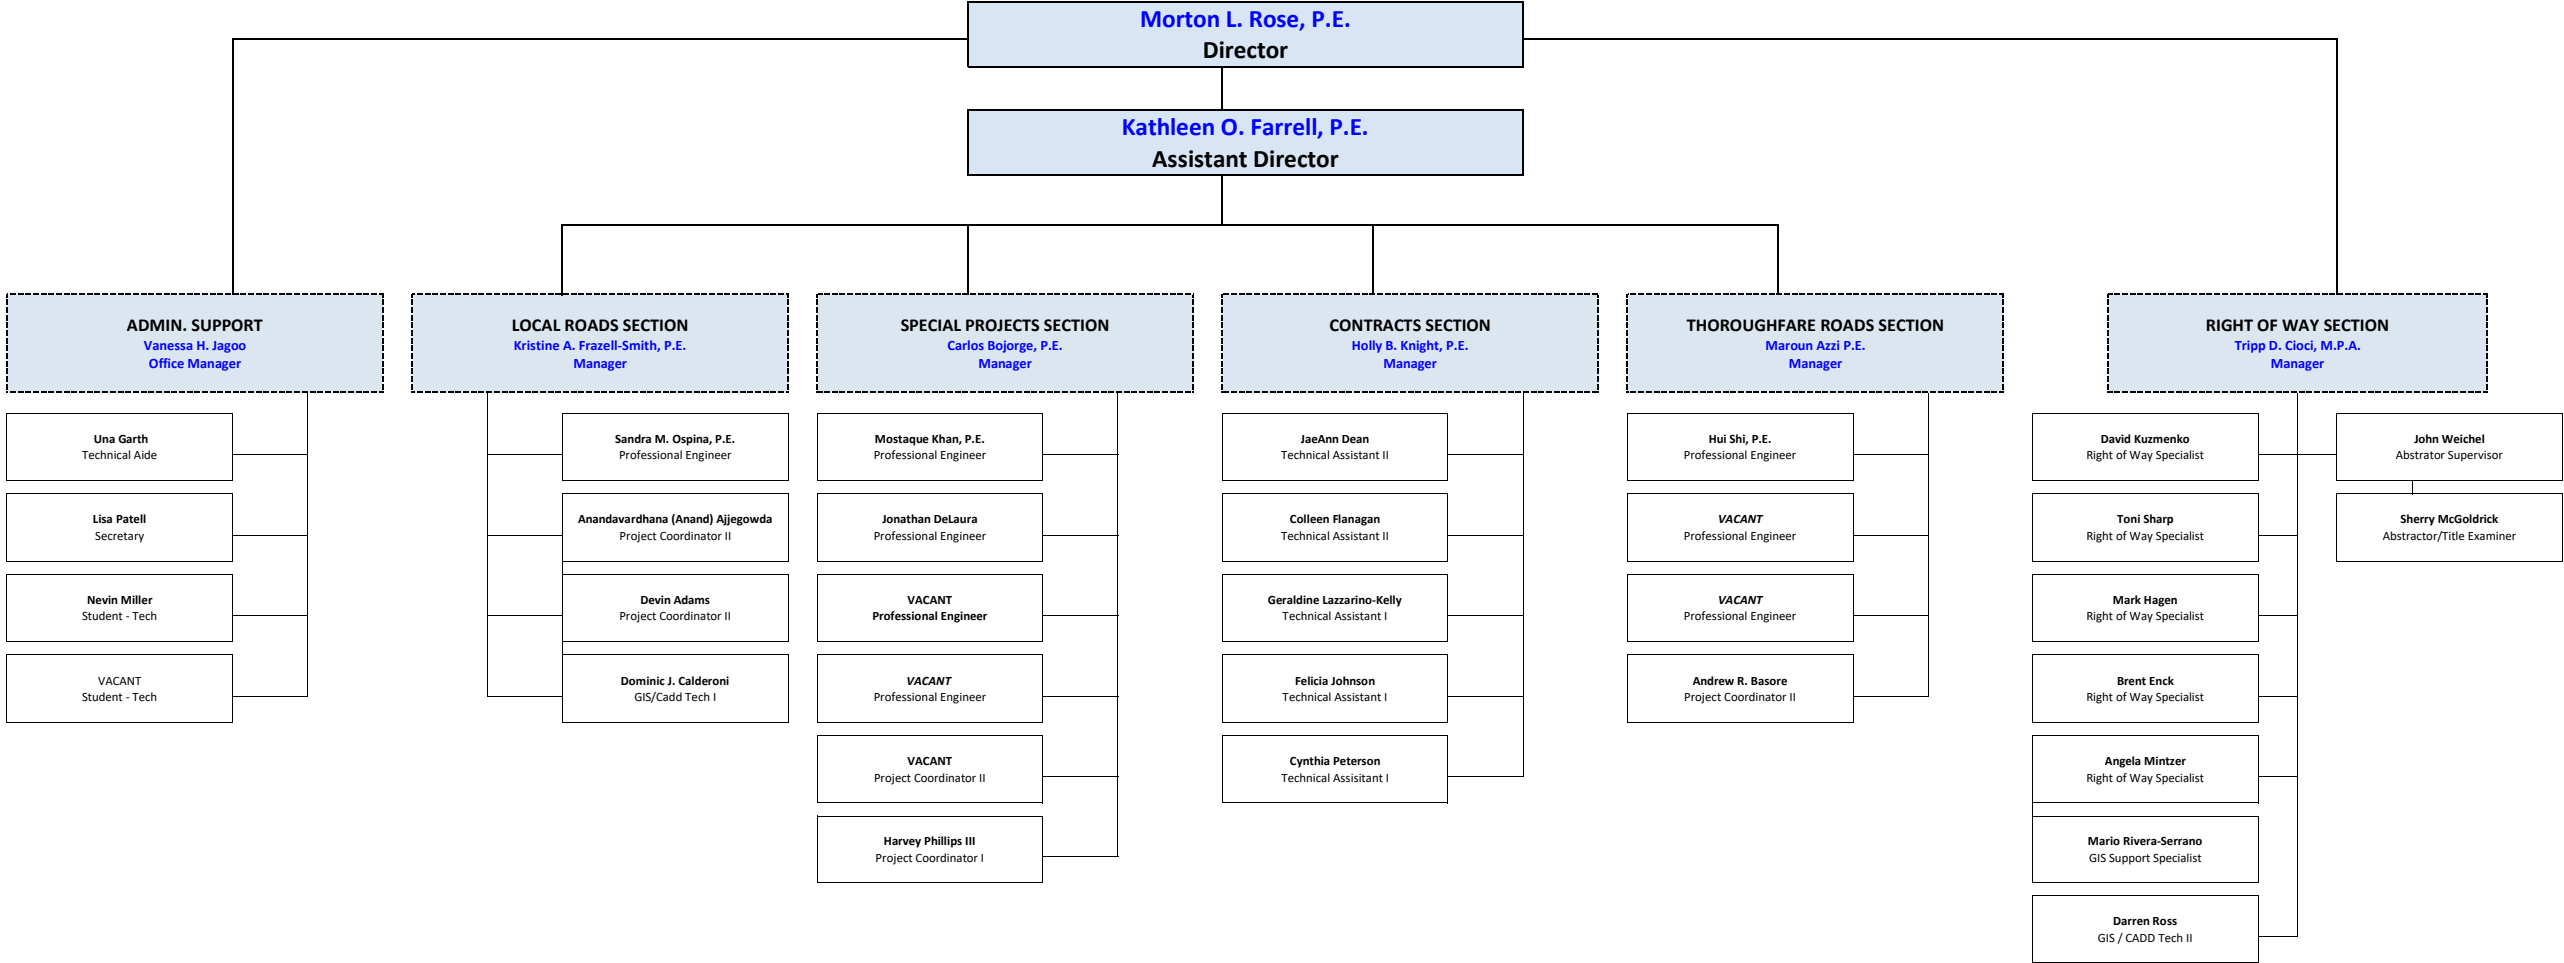 Morton L. Rose, P.E.
Director
Kathleen O. Farrell, P.E.
Assistant Director
ADMIN. SUPPORT
Vanessa H. Jagoo
Office Manager
Una Garth
Technical Aide
Lisa Patell
Secretary
Nevin Miller
Student - Tech
VACANT
Student - Tech
LOCAL ROADS SECTION
Kristine A. Frazell-Smith, P.E.
Manager
Sandra M. Ospina, P.E.
Professional Engineer
Anandavardhana (Anand) Ajjegowda
Project Coordinator II
Devin Adams
Project Coordinator II
Dominic J. Calderoni
GIS/Cadd Tech I
SPECIAL PROJECTS SECTION
Carlos Bojorge, P.E.
Manager
Mostaque Khan, P.E.
Professional Engineer
Jonathan DeLaura
Professional Engineer
VACANT
Professional Engineer
VACANT
Professional Engineer
VACANT
Project Coordinator II
Harvey Phillips III
Project Coordinator I
CONTRACTS SECTION
Holly B. Knight, P.E.
Manager
JaeAnn Dean
Technical Assistant II
Colleen Flanagan
Technical Assistant II
Geraldine Lazzarino-Kelly
Technical Assistant I
Felicia Johnson
Technical Assistant I
Cynthia Peterson
Technical Assisitant I
THOROUGHFARE ROADS SECTION
Maroun Azzi P.E.
Manager
Hui Shi, P.E.
Professional Engineer
VACANT
Professional Engineer
VACANT
Professional Engineer
Andrew R. Basore
Project Coordinator II
RIGHT OF WAY SECTION
Tripp D. Cioci, M.P.A.
Manager
David Kuzmenko
Right of Way Specialist
Toni Sharp
Right of Way Specialist
Mark Hagen
Right of Way Specialist
Brent Enck
Right of Way Specialist
Angela Mintzer
Right of Way Specialist
Mario Rivera-Serrano
GIS Support Specialist
Darren Ross
GIS / CADD Tech II
John Weichel
Abstrator Supervisor
Sherry McGoldrick
Abstractor/Title Examiner